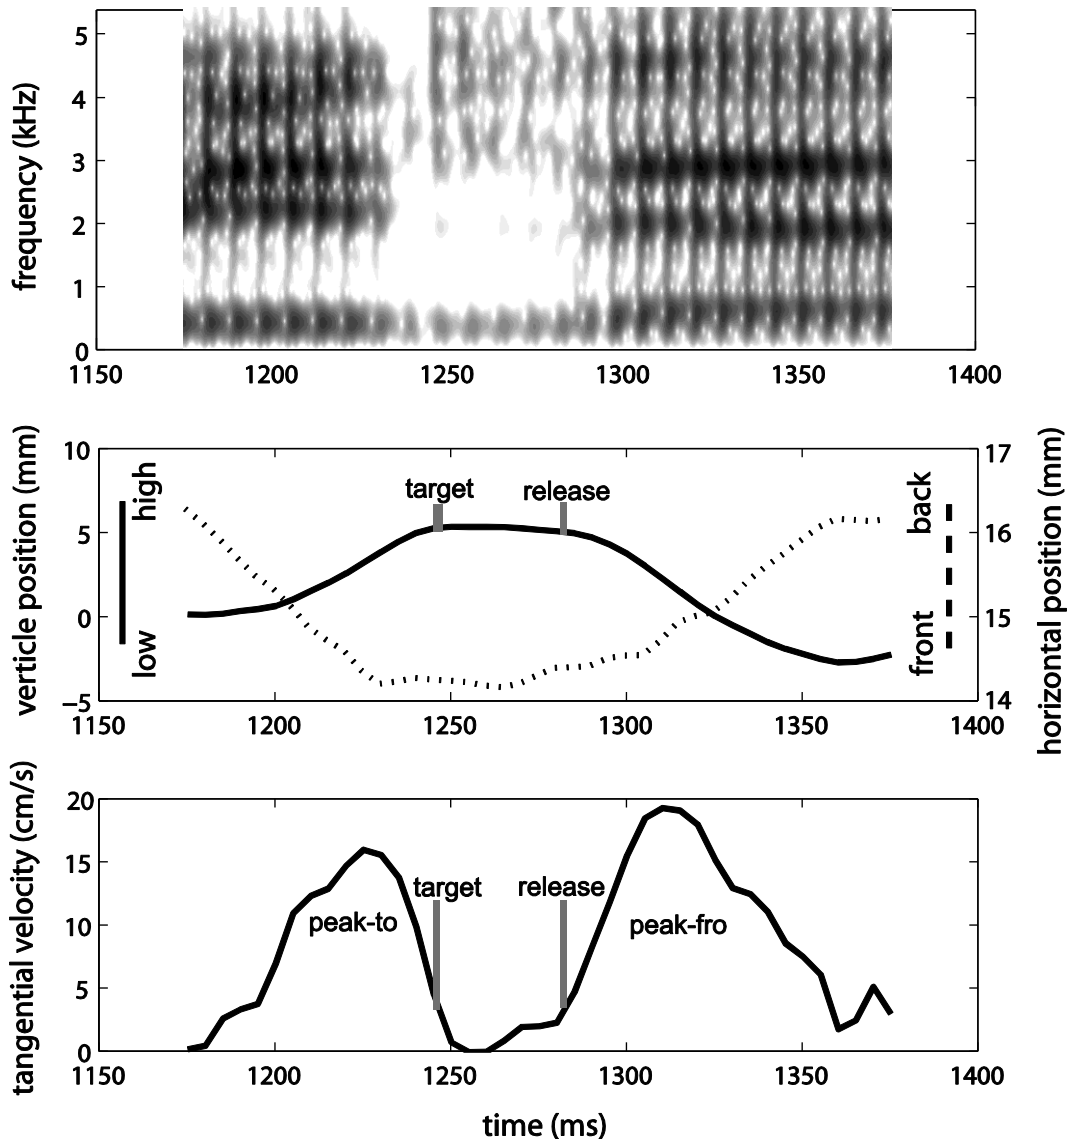 frequency (kHz)
5
4
3
2
1
0
1150 1200 1250 1300 1350 1400
verticle position (mm)
10
5
0
−5
high
low
target
release
back
front
17
16
15
14
horizontal position (mm)
1150 1200 1250 1300 1350 1400
tangential velocity (cm/s)
20
15
10
5
0
peak-to
target
release
peak-fro
1150 1200 1250 1300 1350 1400
time (ms)